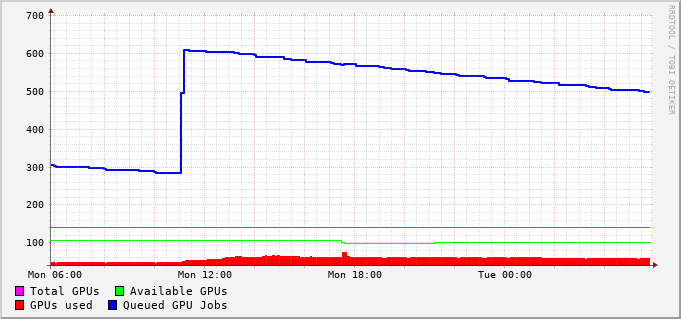 700
600
500
400
300
200
100
Mon 06:00 Mon 12:00 Mon 18:00 Tue 00:00
Total GPUs Available GPUs
GPUs used Queued GPU Jobs
RRDTOOL / TOBI OETIKER